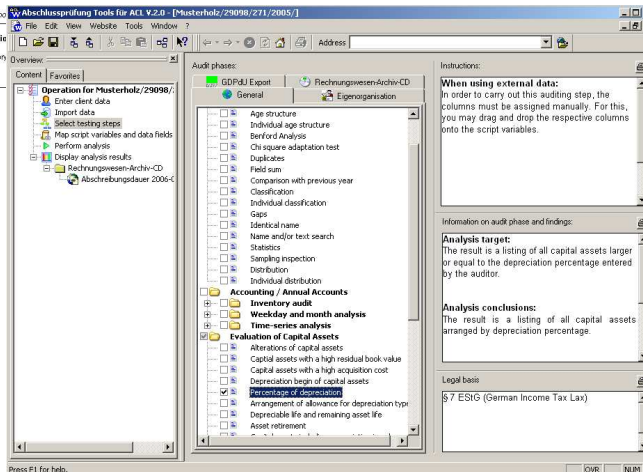 Abschlussprüfung Tools für ACL V.2.0 - [Musterholz/29098/271/2005/]
File Edit View Website Tools Window ?
Address
Overview:
Content Favorites
Operation for Musterholz/29098/
Enter client data
Import data
Select testing steps
Map script variables and data fields
Perform analysis
Display analysis results
Rechnungswesen-Archiv-CD
Abschreibungsdauer 2006-0
Audit phases:
GDPdU Export Rechnungswesen-Archiv-CD
General Eigenorganisation
Age structure
Individual age structure
Benford Analysis
Chi square adaptation test
Duplicates
Field sum
Comparison with previous year
Classification
Individual classification
Gaps
Identical name
Name and/or text search
Statistics
Sampling inspection
Distribution
Individual distribution
Accounting / Annual Accounts
Inventory audit
Weekday and month analysis
Time-series analysis
Evaluation of Capital Assets
Alterations of capital assets
Captial assets with a high residual book value
Capital assets with a high acquisition cost
Depreciation begin of capital assets
Percentage of depreciation
Arrangement of allowance for depreciation type
Depreciable life and remaining asset life
Asset retirement
Instructions:
When using external data:
In order to carry out this auditing step, the
columns must be assigned manually. For this,
you may drag and drop the respective columns
onto the script variables.
Information on audit phase and findings:
Analysis target:
The result is a listing of all capital assets larger
or equal to the depreciation percentage entered
by the auditor.
Analysis conclusions:
The result is a listing of all capital assets
arranged by depreciation percentage.
Legal basis
§ 7 EStG (German Income Tax Lax)
Press F1 for help.
OVR NUM